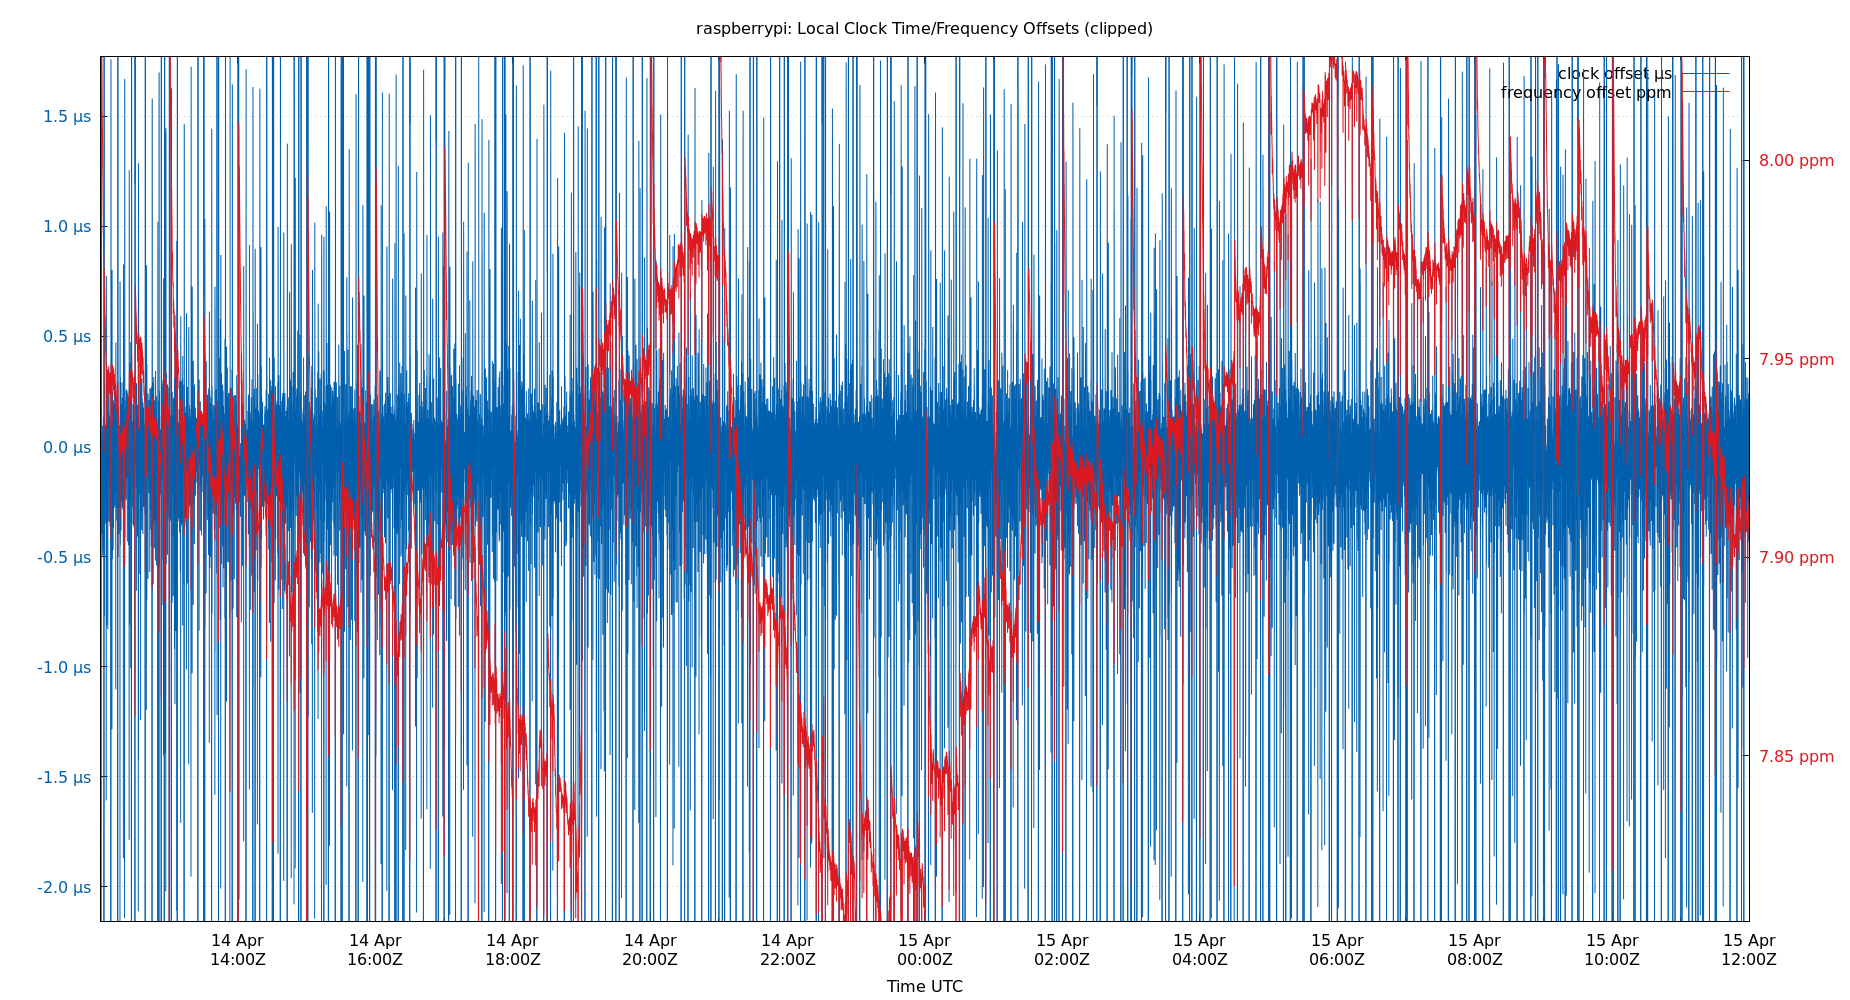 raspberrypi: Local Clock Time/Frequency Offsets (clipped)
clock offset µs
frequency offset ppm
1.5 µs
1.0 µs
0.5 µs
0.0 µs
-0.5 µs
-1.0 µs
-1.5 µs
-2.0 µs
8.00 ppm
7.95 ppm
7.90 ppm
7.85 ppm
14 Apr 14:00Z
14 Apr 16:00Z
14 Apr 18:00Z
14 Apr 20:00Z
14 Apr 22:00Z
15 Apr 00:00Z
15 Apr 02:00Z
15 Apr 04:00Z
15 Apr 06:00Z
15 Apr 08:00Z
15 Apr 10:00Z
15 Apr 12:00Z
Time UTC